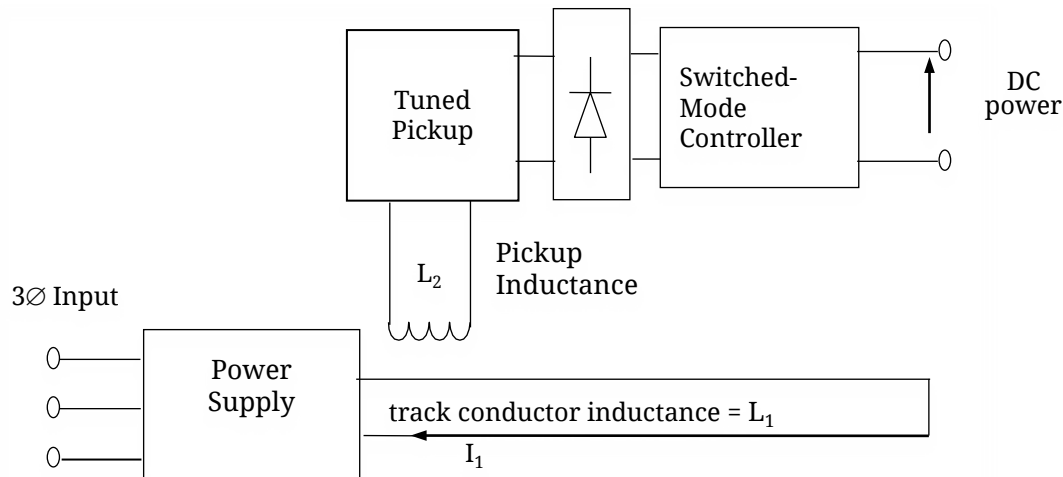 Tuned
Pickup
Switched-
Mode
Controller
DC
power
L₂
Pickup
Inductance
3∅ Input
Power
Supply
track conductor inductance = L₁
I₁